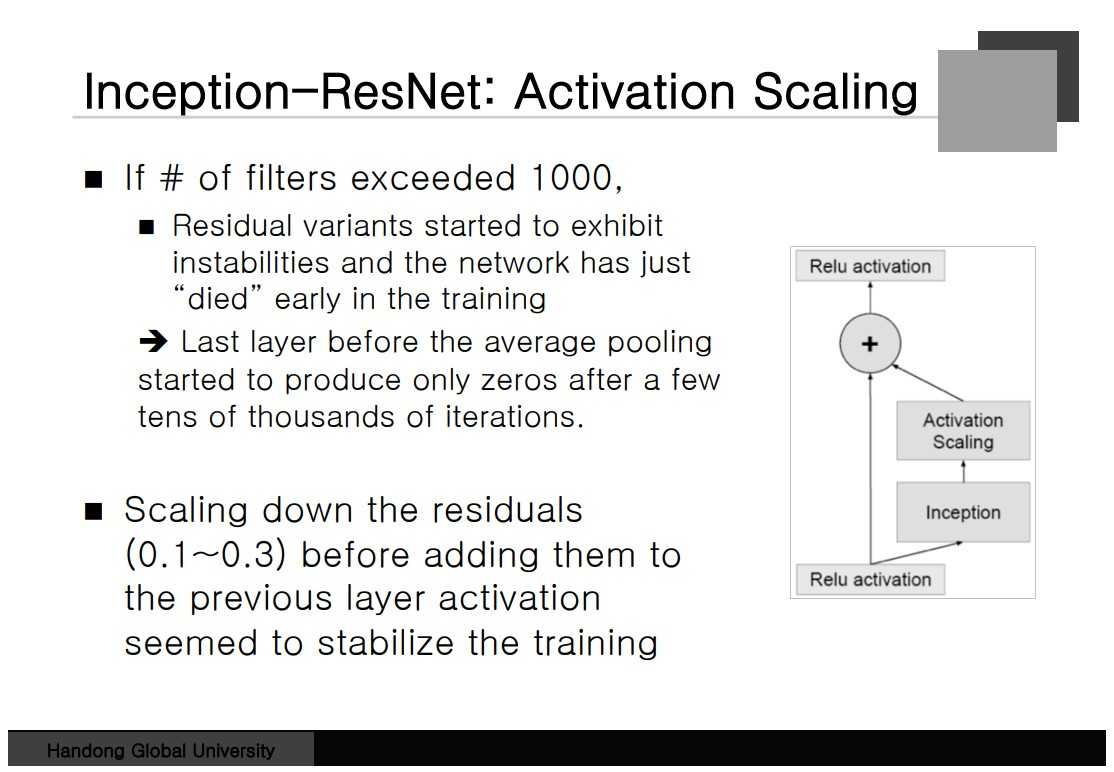 Inception-ResNet: Activation Scaling
■ If # of filters exceeded 1000,
■ Residual variants started to exhibit
instabilities and the network has just
“died” early in the training
➔ Last layer before the average pooling
started to produce only zeros after a few
tens of thousands of iterations.
■ Scaling down the residuals
(0.1~0.3) before adding them to
the previous layer activation
seemed to stabilize the training
Relu activation
+
Activation
Scaling
Inception
Relu activation
Handong Global University